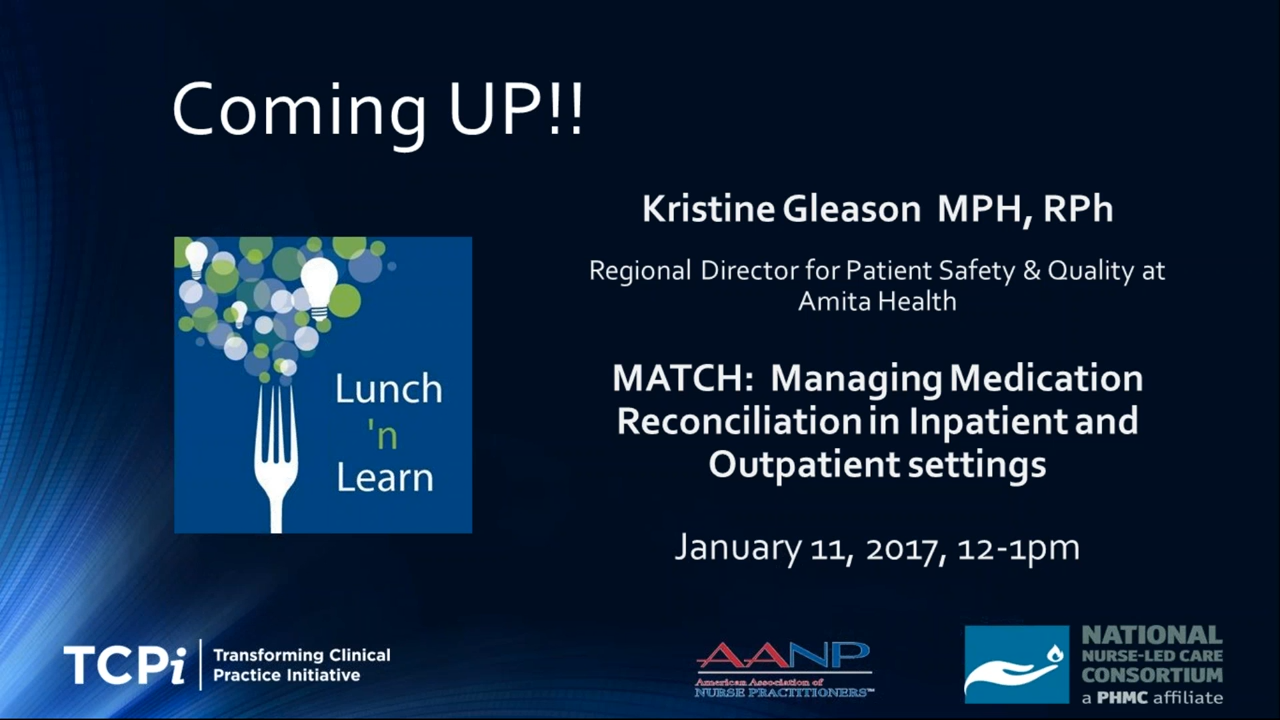 Coming UP!!
Kristine Gleason MPH, RPh
Regional Director for Patient Safety & Quality at
Amita Health
MATCH: Managing Medication
Reconciliation in Inpatient and
Outpatient settings
January 11, 2017, 12-1pm
Lunch
'n
Learn
TCPi
Transforming Clinical
Practice Initiative
AANP
American Association of
NURSE PRACTITIONERS™
NATIONAL
NURSE-LED CARE
CONSORTIUM
a PHMC affiliate